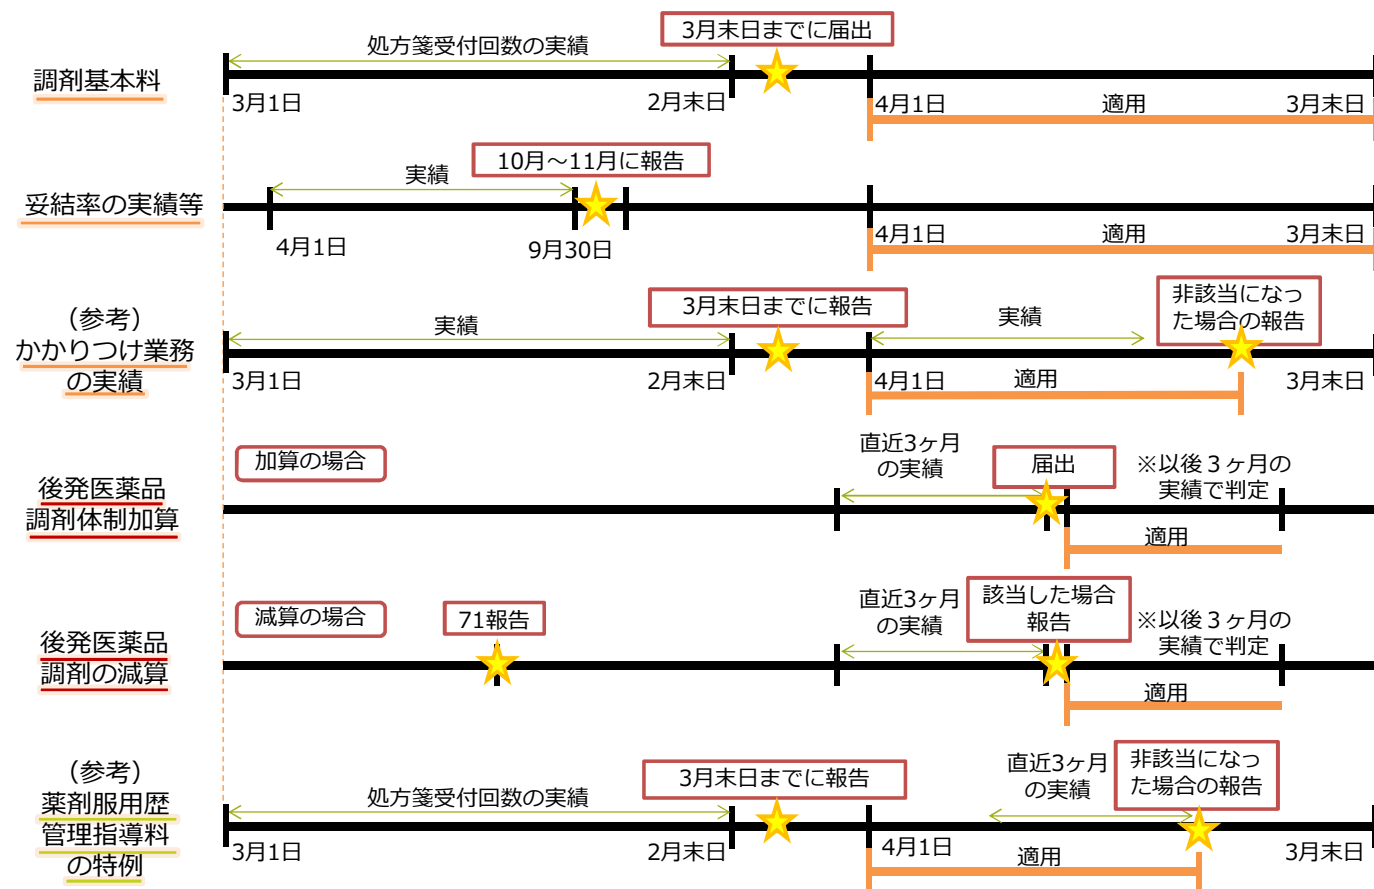 調剤基本料
処方箋受付回数の実績
3月末日までに届出
3月1日
2月末日
4月1日
適用
3月末日
妥結率の実績等
実績
10月～11月に報告
4月1日
9月30日
4月1日
適用
3月末日
（参考）
かかりつけ業務
の実績
実績
3月末日までに報告
実績
非該当になっ
た場合の報告
3月1日
2月末日
4月1日
適用
3月末日
後発医薬品
調剤体制加算
加算の場合
直近3ヶ月
の実績
届出
※以後３ヶ月の
実績で判定
適用
後発医薬品
調剤の減算
減算の場合
71報告
直近3ヶ月
の実績
該当した場合
報告
※以後３ヶ月の
実績で判定
適用
（参考）
薬剤服用歴
管理指導料
の特例
処方箋受付回数の実績
3月末日までに報告
直近3ヶ月
の実績
非該当になっ
た場合の報告
3月1日
2月末日
4月1日
適用
3月末日